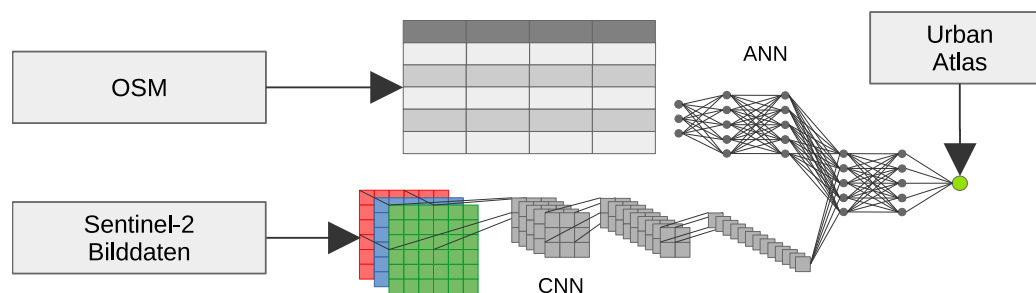 OSM
ANN
Urban
Atlas
Sentinel-2
Bilddaten
CNN